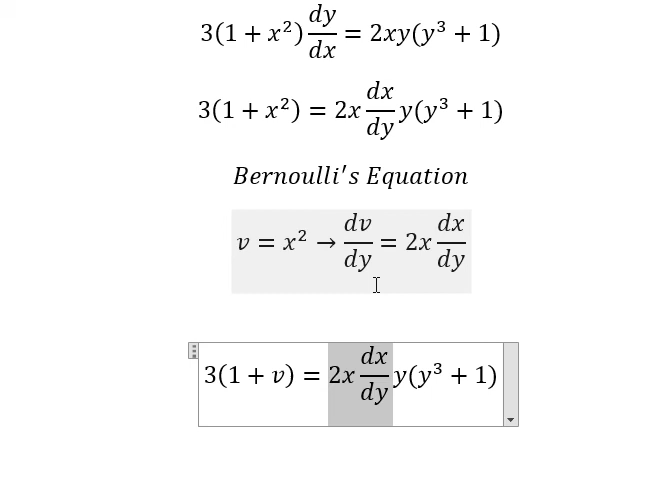 3(1 + x²) dy/dx = 2xy(y³ + 1)
3(1 + x²) = 2x dx/dy y(y³ + 1)
Bernoulli's Equation
v = x² → dv/dy = 2x dx/dy
3(1 + v) = 2x dx/dy y(y³ + 1)